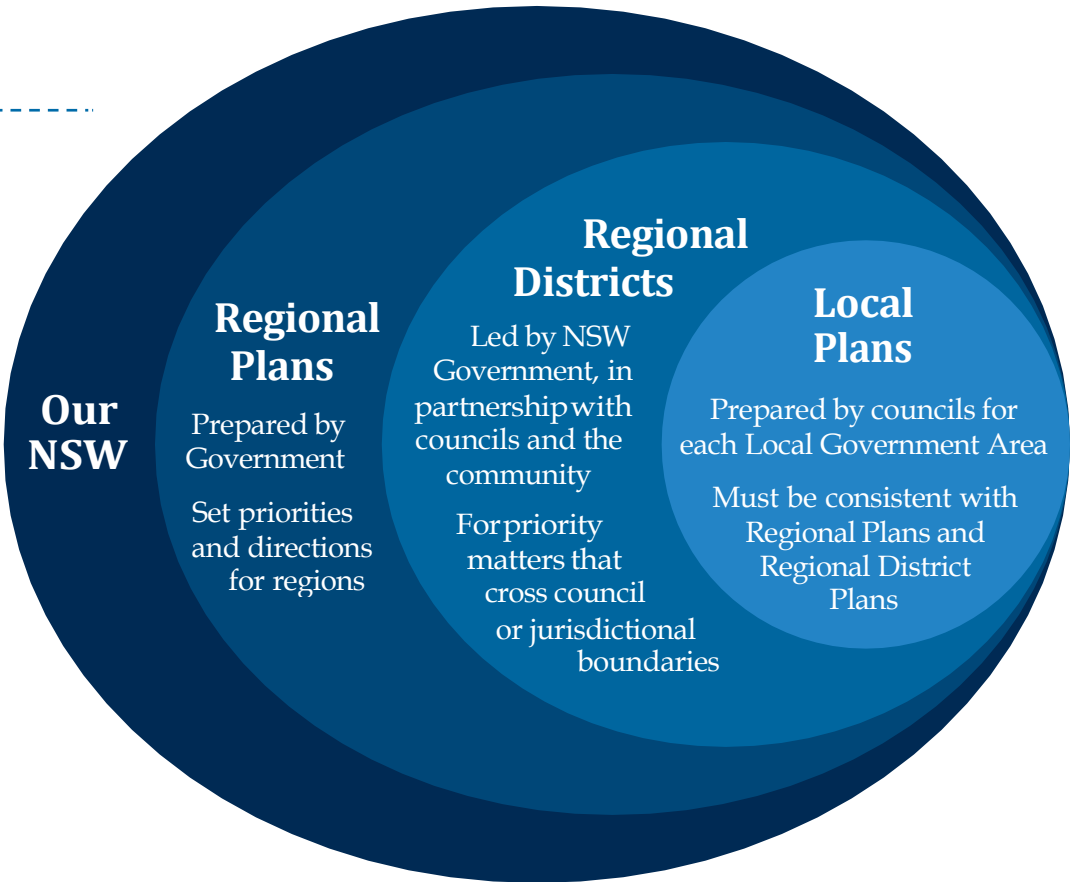 Our
NSW
Regional
Plans
Prepared by
Government
Set priorities
and directions
for regions
Regional
Districts
Led by NSW
Government, in
partnership with
councils and the
community
For priority
matters that
cross council
or jurisdictional
boundaries
Local
Plans
Prepared by councils for
each Local Government Area
Must be consistent with
Regional Plans and
Regional District
Plans